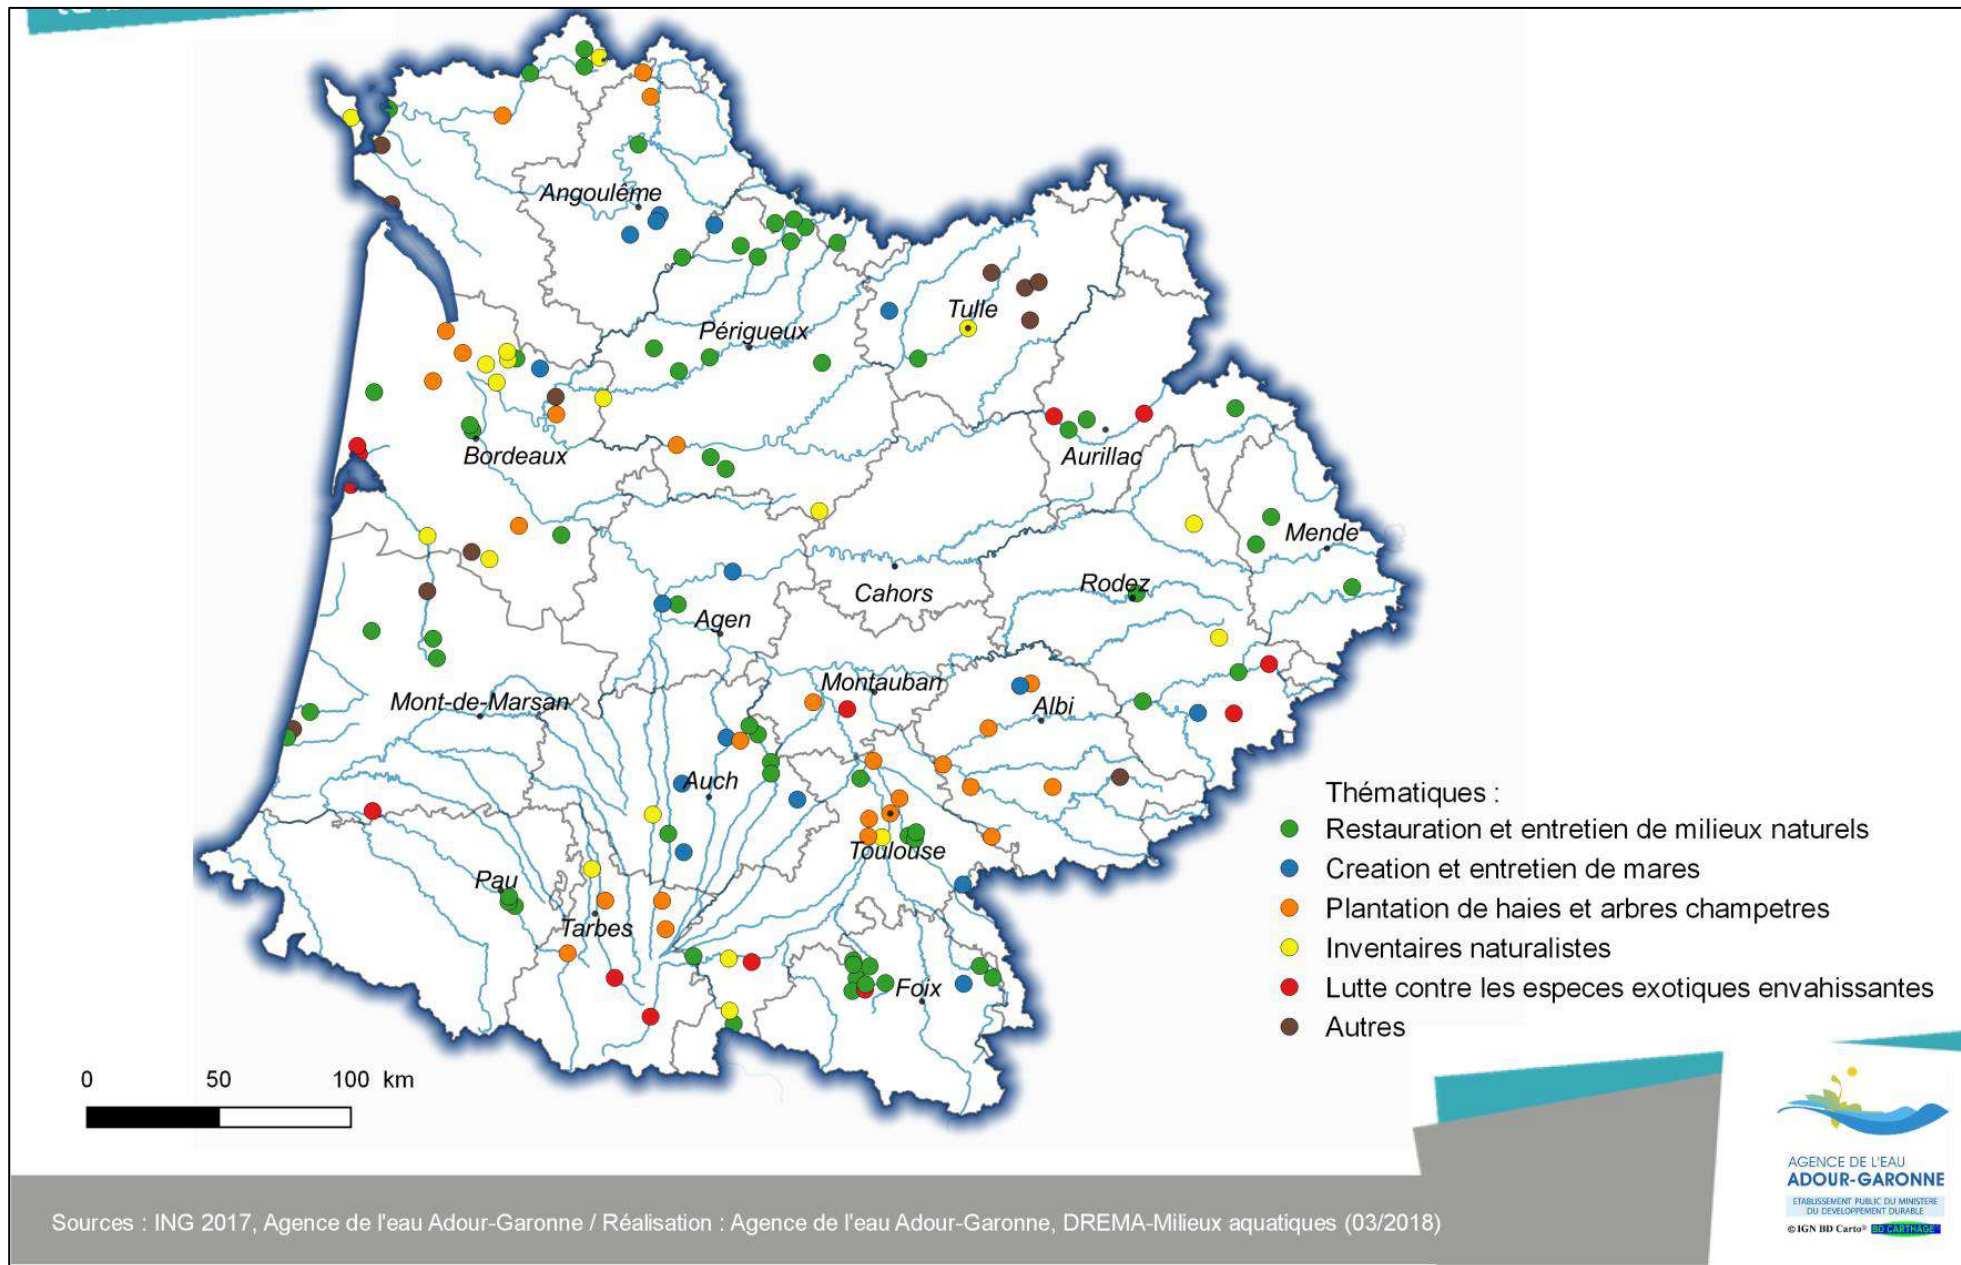 Angoulême
Tulle
Périgueux
Bordeaux
Aurillac
Mende
Cahors
Rodez
Agen
Montauban
Mont-de-Marsan
Albi
Auch
Toulouse
Pau
Tarbes
Foix
Thématiques :
Restauration et entretien de milieux naturels
Creation et entretien de mares
Plantation de haies et arbres champetres
Inventaires naturalistes
Lutte contre les especes exotiques envahissantes
Autres
0 50 100 km
AGENCE DE L'EAU
ADOUR-GARONNE
ETABLISSEMENT PUBLIC DU MINISTERE
DU DEVELOPPEMENT DURABLE
© IGN BD Carto® BD CARTHAGE
Sources : ING 2017, Agence de l'eau Adour-Garonne / Réalisation : Agence de l'eau Adour-Garonne, DREMA-Milieux aquatiques (03/2018)